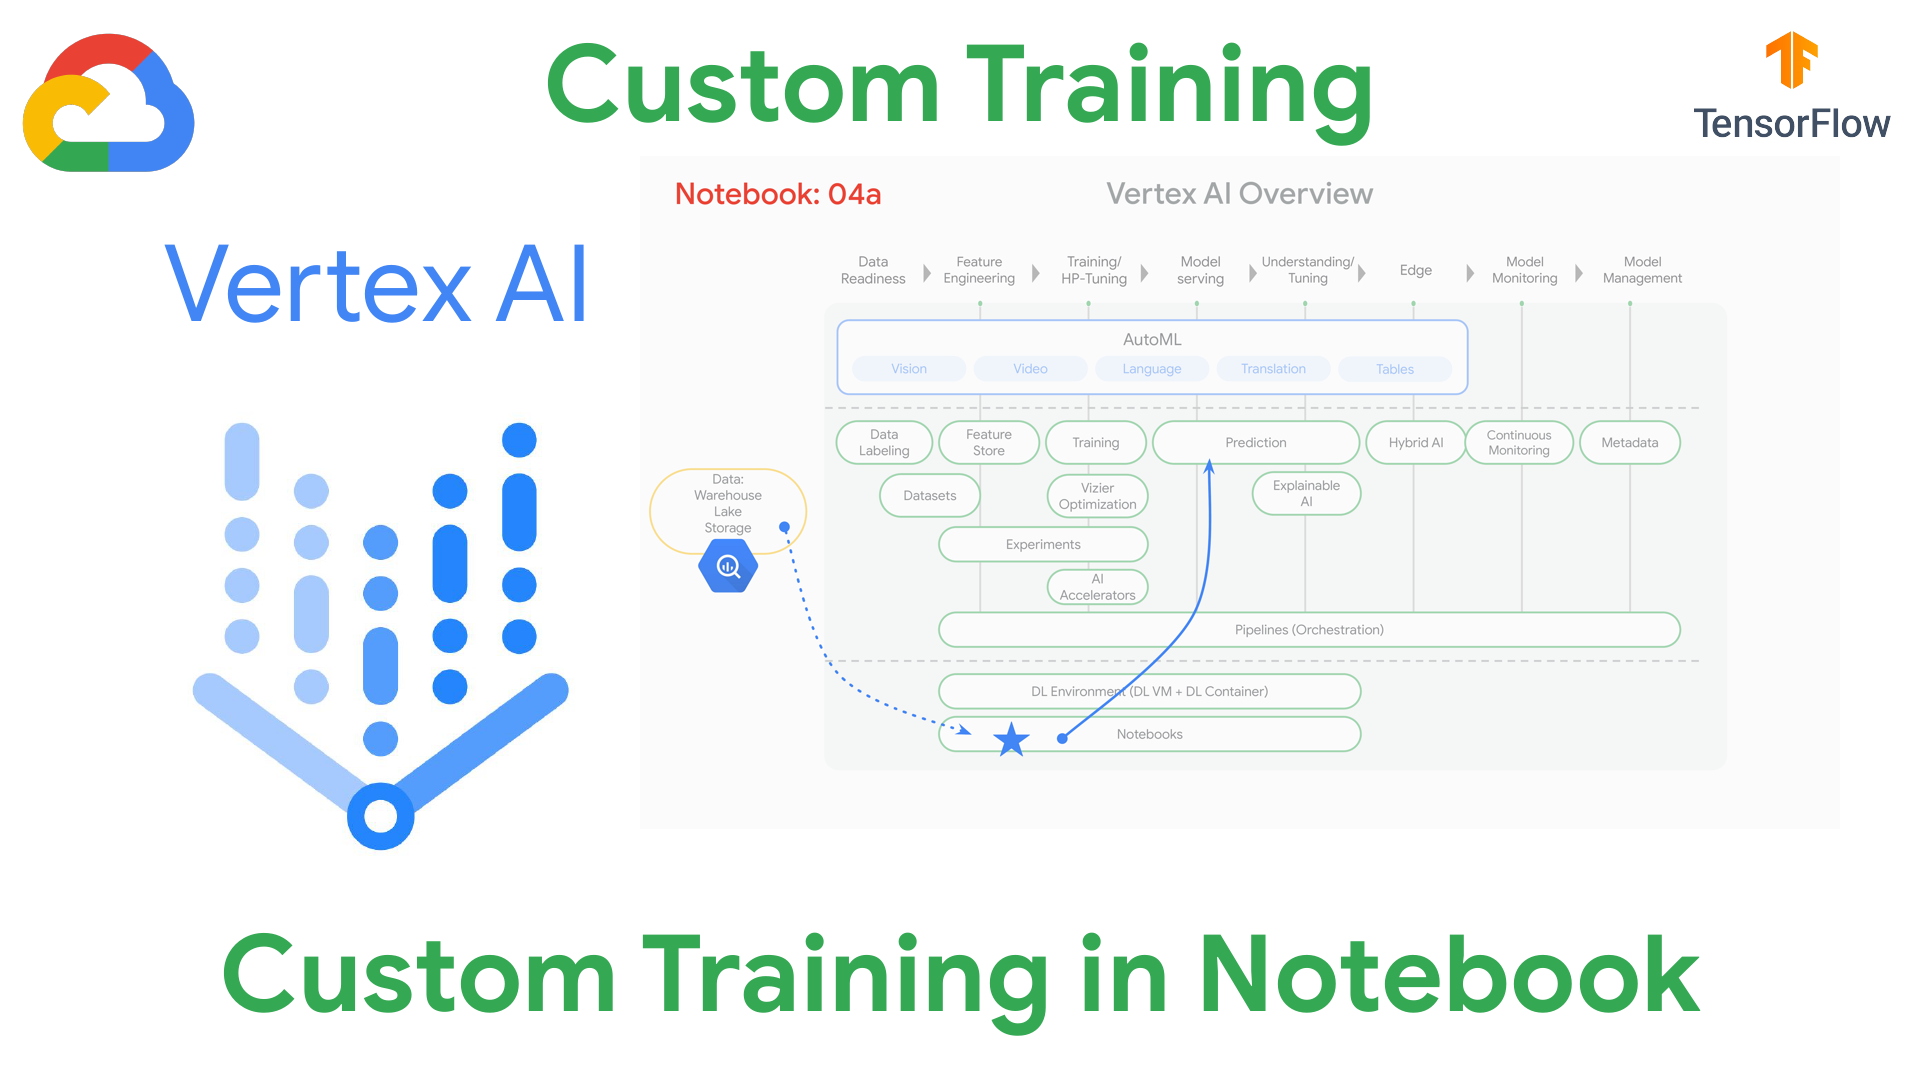 Custom Training
TensorFlow
Notebook: 04a
Vertex AI Overview
Vertex AI
Data
Readiness
Feature
Engineering
Training/
HP-Tuning
Model
serving
Understanding/
Tuning
Edge
Model
Monitoring
Model
Management
AutoML
Vision
Video
Language
Translation
Tables
Data
Labeling
Feature
Store
Training
Prediction
Hybrid AI
Continuous
Monitoring
Metadata
Data:
Warehouse
Lake
Storage
Datasets
Vizier
Optimization
Explainable
AI
Experiments
AI
Accelerators
Pipelines (Orchestration)
DL Environment (DL VM + DL Container)
Notebooks
Custom Training in Notebook